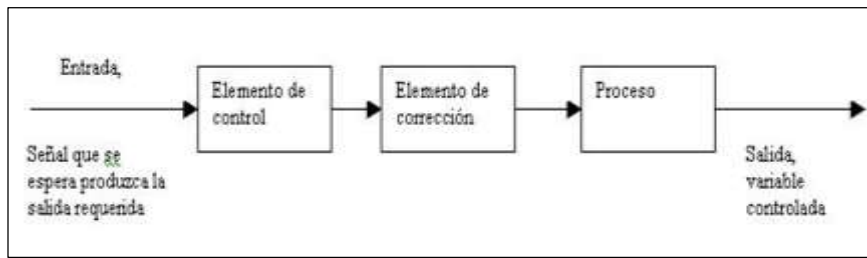 Entrada,
Elemento de
control
Elemento de
corrección
Proceso
Señal que se
espera produzca la
salida requerida
Salida,
variable
controlada